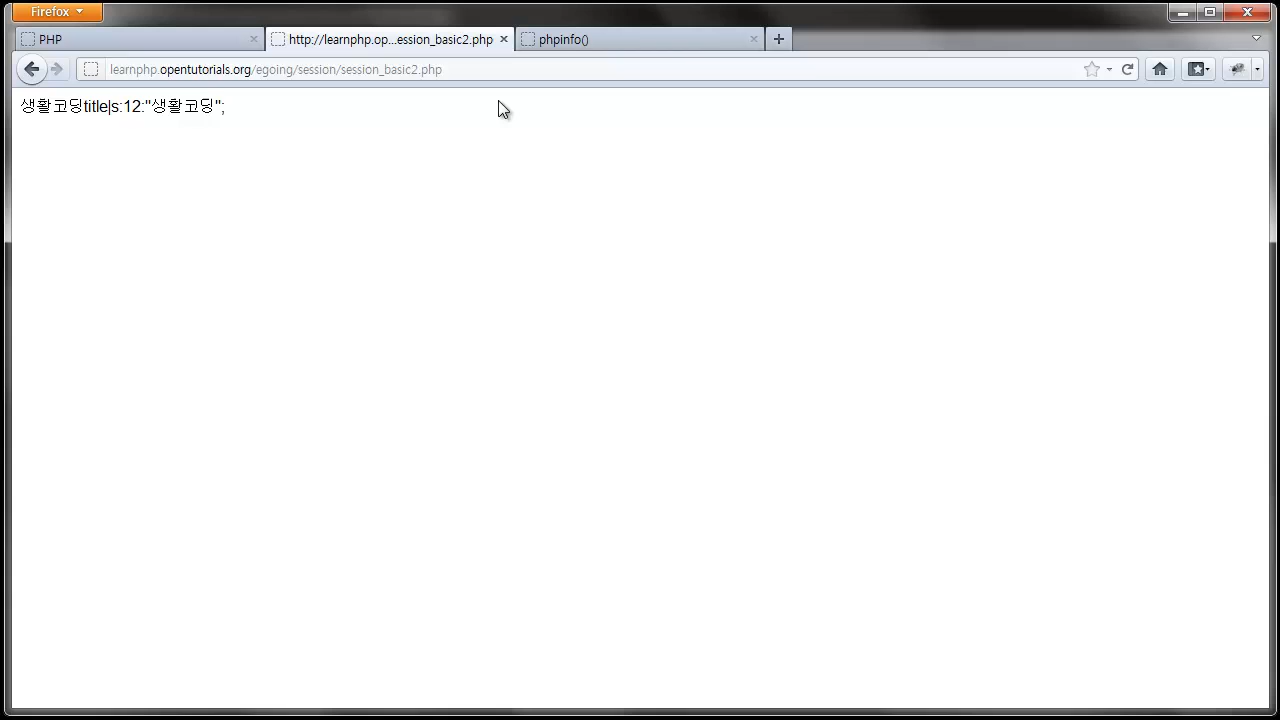 Firefox
PHP
http://learnphp.op...ession_basic2.php
phpinfo()
learnphp.opentutorials.org/egoing/session/session_basic2.php
생활코딩title|s:12:"생활코딩";